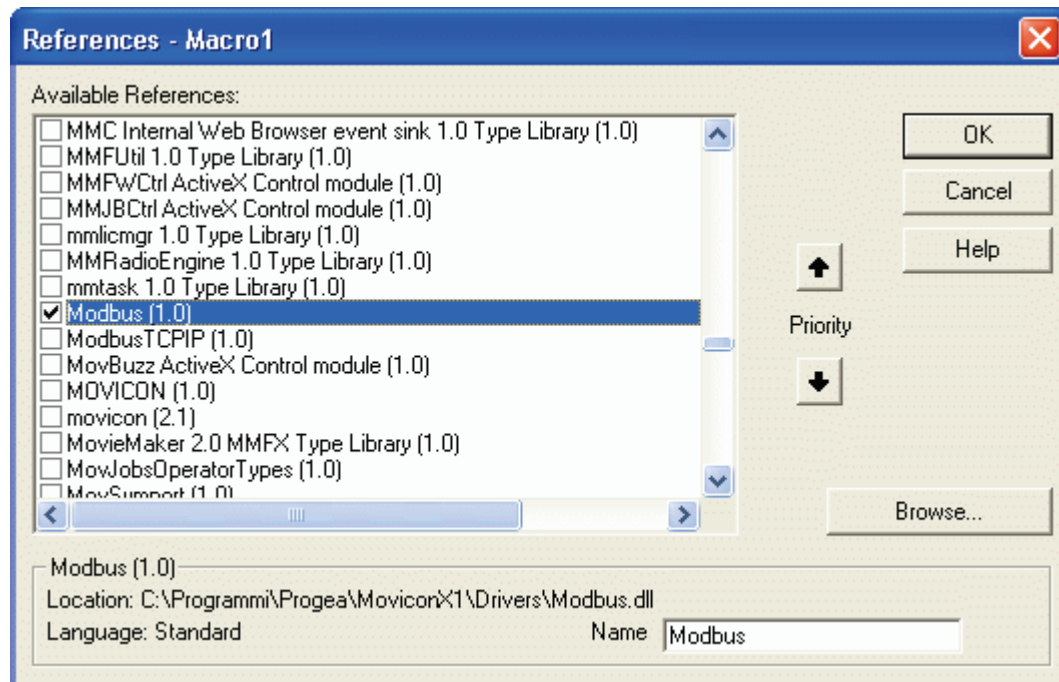 References - Macro1
Available References:
MMC Internal Web Browser event sink 1.0 Type Library (1.0)
MMFUtil 1.0 Type Library (1.0)
MMFWCtrl ActiveX Control module (1.0)
MMJBCtrl ActiveX Control module (1.0)
mmlicmgr 1.0 Type Library (1.0)
MMRadioEngine 1.0 Type Library (1.0)
mmtask 1.0 Type Library (1.0)
Modbus (1.0)
ModbusTCPIP (1.0)
MovBuzz ActiveX Control module (1.0)
MOVICON (1.0)
movicon (2.1)
MovieMaker 2.0 MMFX Type Library (1.0)
MovJobsOperatorTypes (1.0)
MovSumport (1.0)
OK
Cancel
Help
Priority
Browse...
Modbus (1.0)
Location: C:\Programmi\Progea\MoviconX1\Drivers\Modbus.dll
Language: Standard
Name Modbus